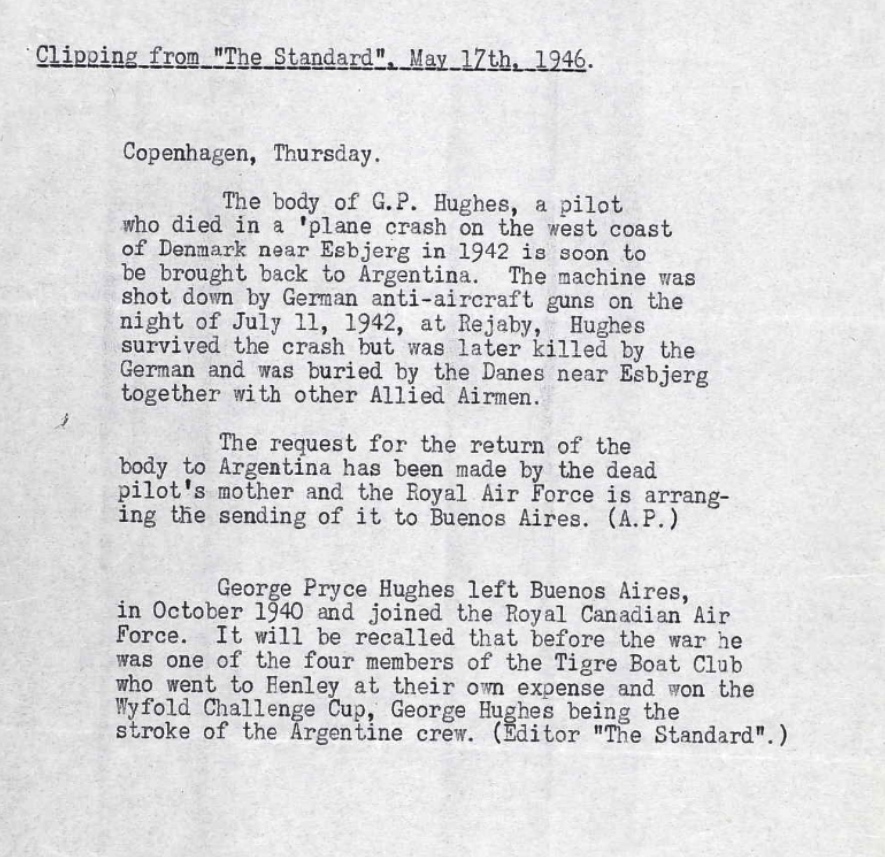 Clipping from "The Standard", May 17th, 1946.
Copenhagen, Thursday.
The body of G.P. Hughes, a pilot
who died in a 'plane crash on the west coast
of Denmark near Esbjerg in 1942 is soon to
be brought back to Argentina. The machine was
shot down by German anti-aircraft guns on the
night of July 11, 1942, at Rejaby, Hughes
survived the crash but was later killed by the
German and was buried by the Danes near Esbjerg
together with other Allied Airmen.
The request for the return of the
body to Argentina has been made by the dead
pilot's mother and the Royal Air Force is arrang-
ing the sending of it to Buenos Aires. (A.P.)
George Pryce Hughes left Buenos Aires,
in October 1940 and joined the Royal Canadian Air
Force. It will be recalled that before the war he
was one of the four members of the Tigre Boat Club
who went to Henley at their own expense and won the
Wyfold Challenge Cup, George Hughes being the
stroke of the Argentine crew. (Editor "The Standard".)